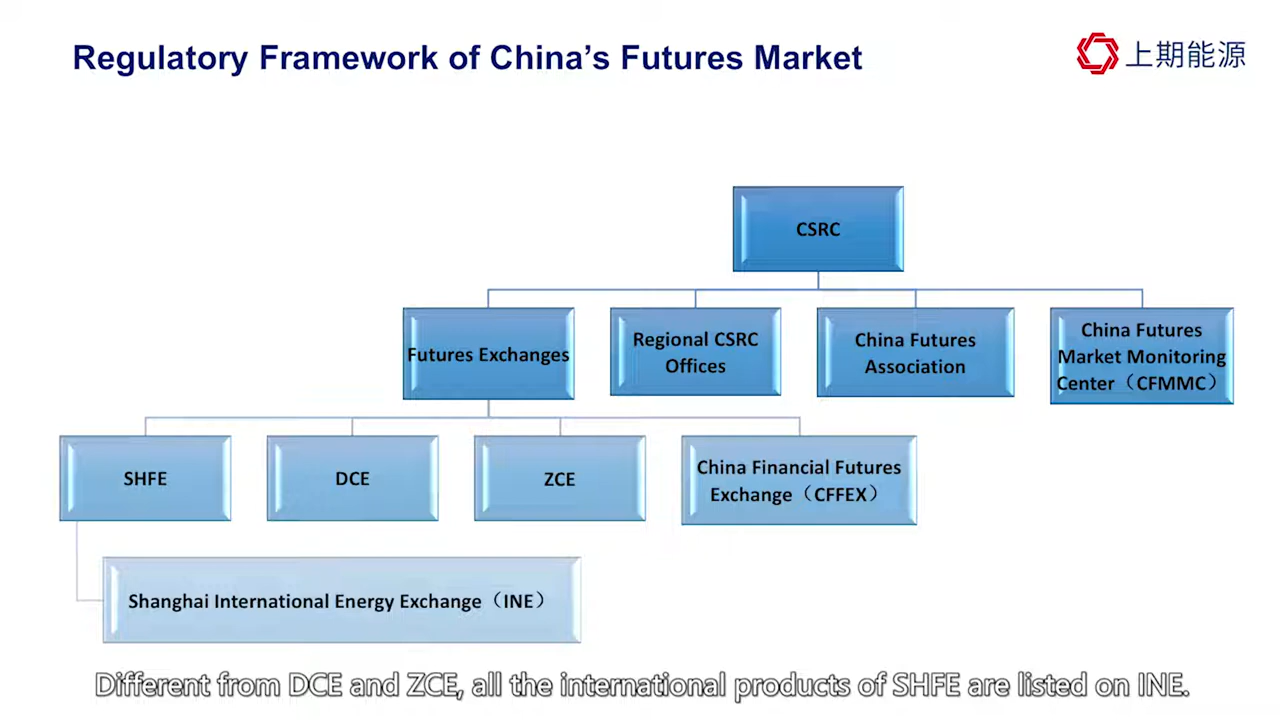 Regulatory Framework of China's Futures Market
上期能源
CSRC
Futures Exchanges
Regional CSRC
Offices
China Futures
Association
China Futures
Market Monitoring
Center（CFMMC）
SHFE
DCE
ZCE
China Financial Futures
Exchange（CFFEX）
Shanghai International Energy Exchange（INE）
Different from DCE and ZCE, all the international products of SHFE are listed on INE.